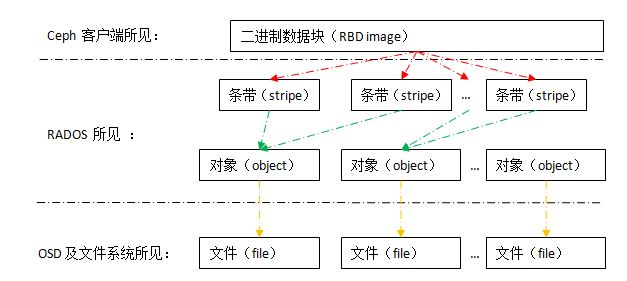 Ceph 客户端所见：
二进制数据块（RBD image）
条带（stripe）
条带（stripe）
...
条带（stripe）
RADOS 所见 ：
对象（object）
对象（object）
...
对象（object）
OSD 及文件系统所见：
文件（file）
文件（file）
...
文件（file）